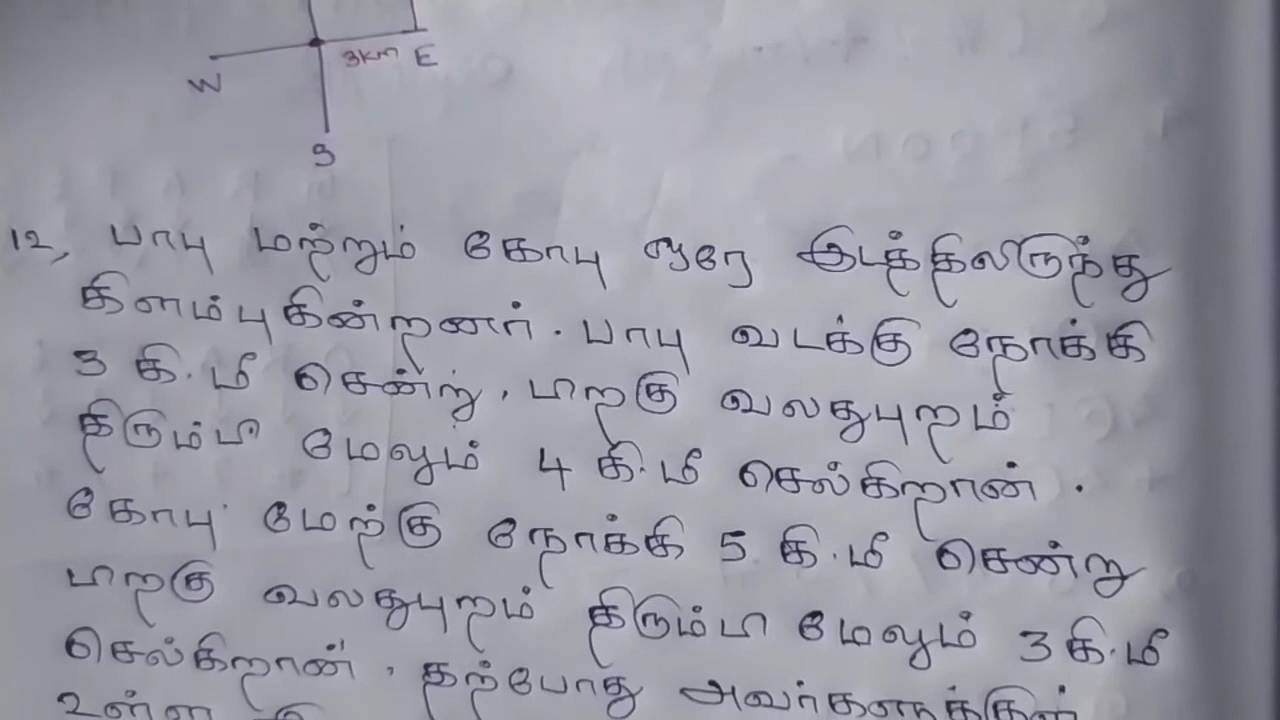 3km E
W
S
12, பாபு மற்றும் கோபு ஒரே இடத்திலிருந்து
கிளம்புகின்றனர். பாபு வடக்கு நோக்கி
3 கி.மீ சென்று, பிறகு வலதுபுறம்
திரும்பி மேலும் 4 கி.மீ செல்கிறான்.
கோபு மேற்கு நோக்கி 5 கி.மீ சென்று
பிறகு வலதுபுறம் திரும்பி மேலும் 3 கி.மீ
செல்கிறான், தற்போது அவர்களுக்கிடையே
உள்ள